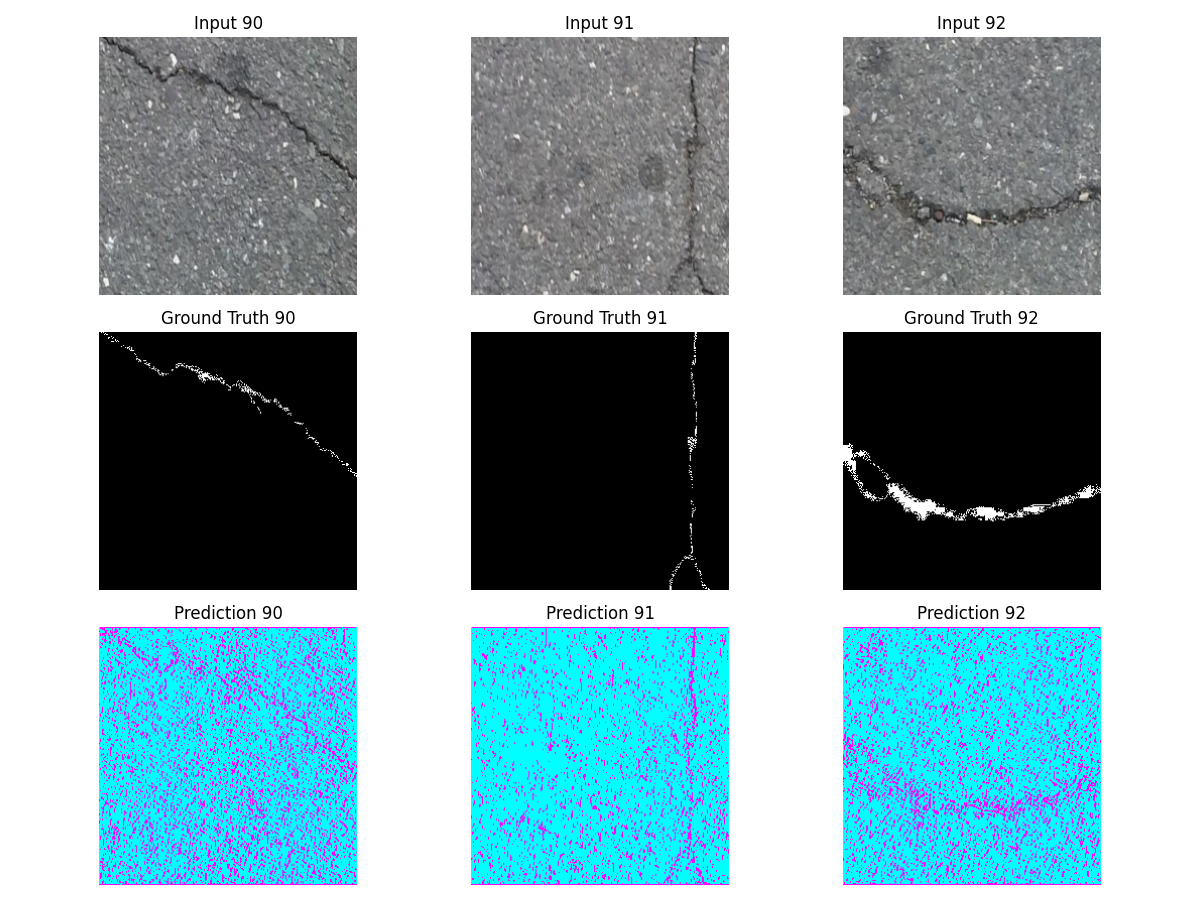 Input 90
Input 91
Input 92
Ground Truth 90
Ground Truth 91
Ground Truth 92
Prediction 90
Prediction 91
Prediction 92